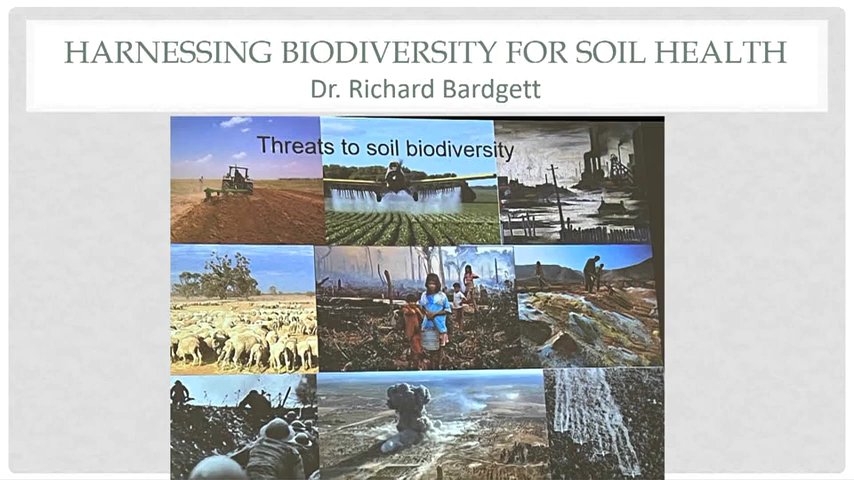 HARNESSING BIODIVERSITY FOR SOIL HEALTH
Dr. Richard Bardgett
Threats to soil biodiversity